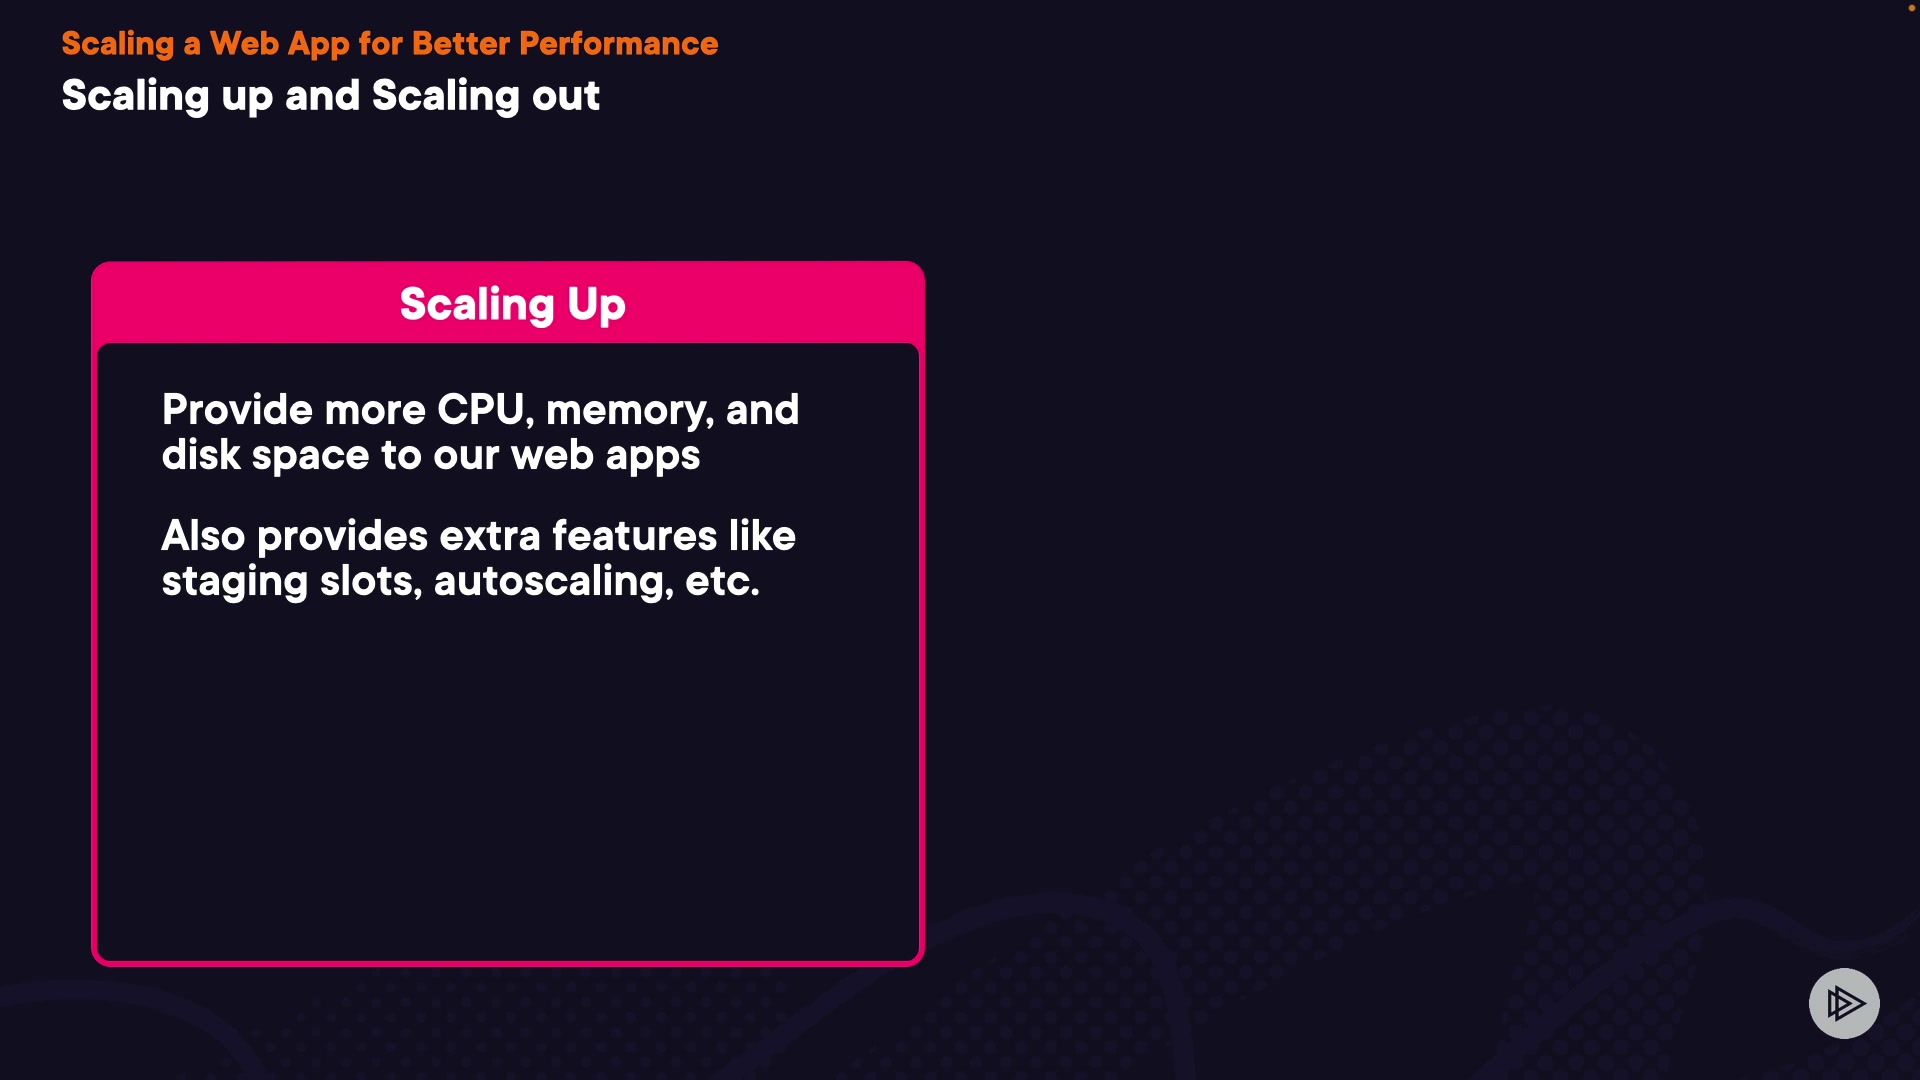 Scaling a Web App for Better Performance
Scaling up and Scaling out
Scaling Up
Provide more CPU, memory, and
disk space to our web apps
Also provides extra features like
staging slots, autoscaling, etc.